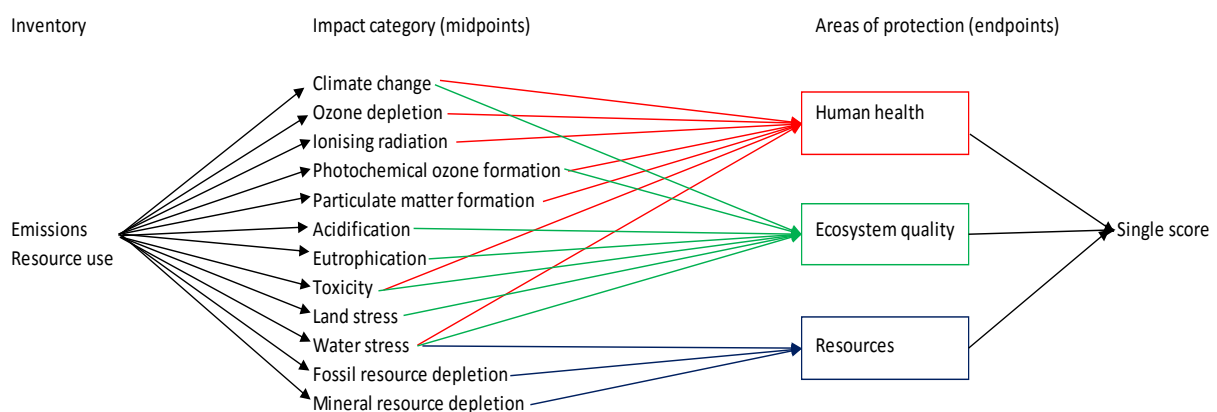 Inventory
Impact category (midpoints)
Areas of protection (endpoints)
Climate change
Ozone depletion
Ionising radiation
Photochemical ozone formation
Particulate matter formation
Acidification
Eutrophication
Toxicity
Land stress
Water stress
Fossil resource depletion
Mineral resource depletion
Emissions
Resource use
Human health
Ecosystem quality
Resources
Single score